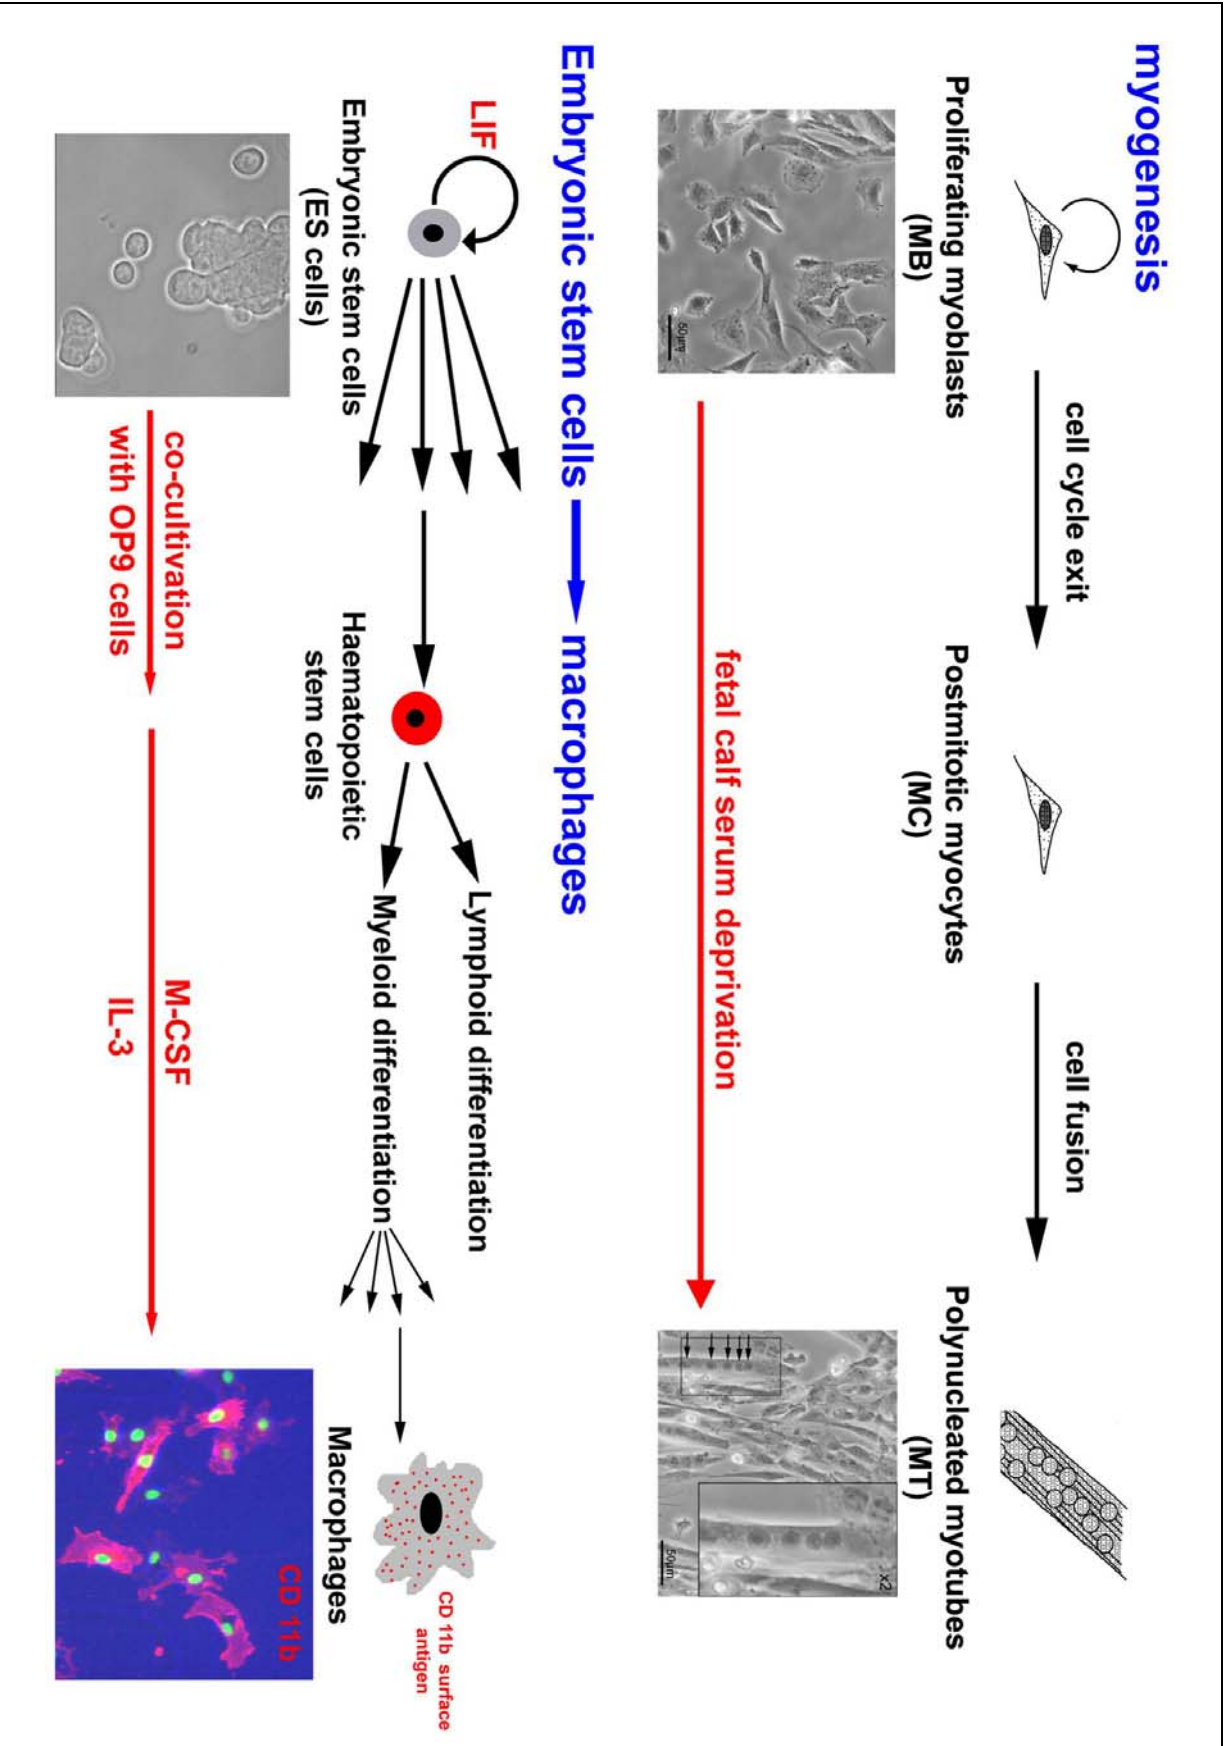 myogenesis
cell cycle exit
cell fusion
Proliferating myoblasts
(MB)
Postmitotic myocytes
(MC)
Polynucleated myotubes
(MT)
50µm
fetal calf serum deprivation
x2
50µm
Embryonic stem cells
macrophages
LIF
Lymphoid differentiation
Myeloid differentiation
CD 11b surface
antigen
Embryonic stem cells
(ES cells)
Haematopoietic
stem cells
Macrophages
co-cultivation
with OP9 cells
M-CSF
IL-3
CD 11b